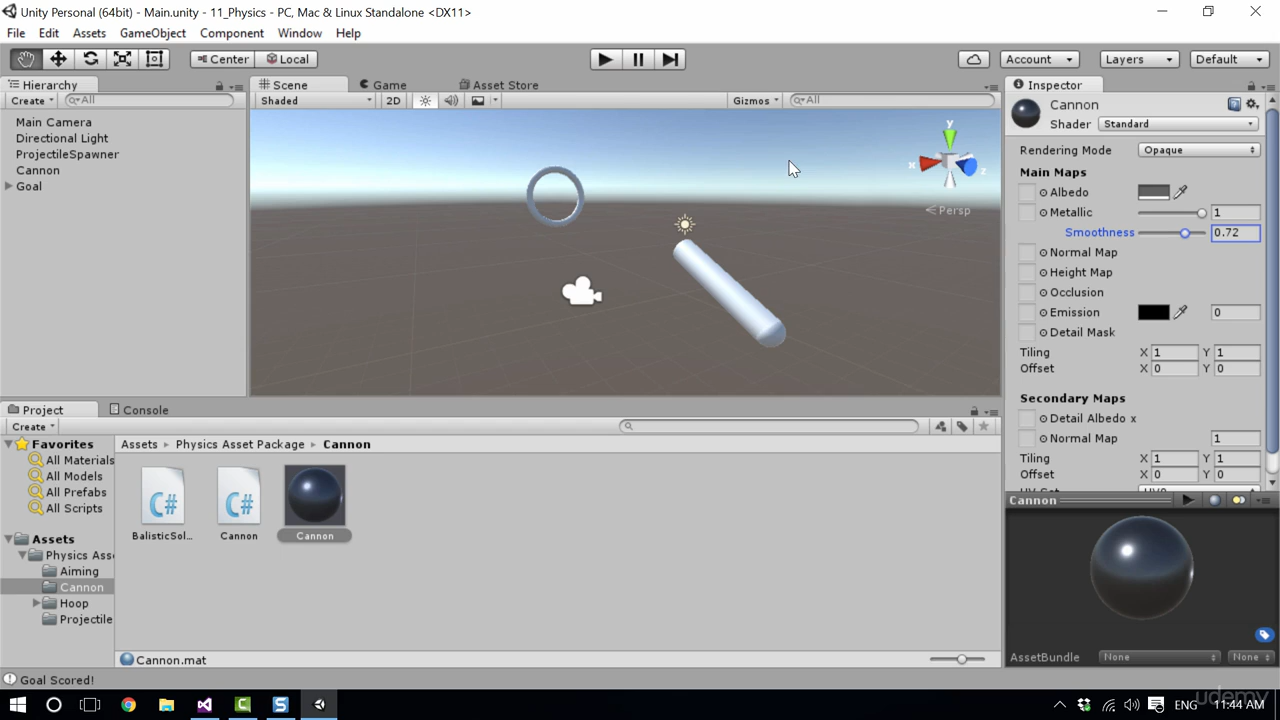 Unity Personal (64bit) - Main.unity - 11_Physics - PC, Mac & Linux Standalone <DX11>
File Edit Assets GameObject Component Window Help
Center Local Account Layers Default
Hierarchy
Create All
Main Camera
Directional Light
ProjectileSpawner
Cannon
Goal
Scene Game Asset Store
Shaded 2D Gizmos All
y
x
z
Persp
Inspector
Cannon
Shader Standard
Rendering Mode Opaque
Main Maps
Albedo
Metallic 1
Smoothness 0.72
Normal Map
Height Map
Occlusion
Emission 0
Detail Mask
Tiling X 1 Y 1
Offset X 0 Y 0
Secondary Maps
Detail Albedo x
Normal Map 1
Tiling X 1 Y 1
Offset X 0 Y 0
Cannon
AssetBundle None None
Project Console
Create
Favorites
All Materials
All Models
All Prefabs
All Scripts
Assets
Physics Ass
Aiming
Cannon
Hoop
Projectile
Assets Physics Asset Package Cannon
C# C#
BalisticSol... Cannon Cannon
Cannon.mat
Goal Scored!
ENG 11:44 AM
udemy